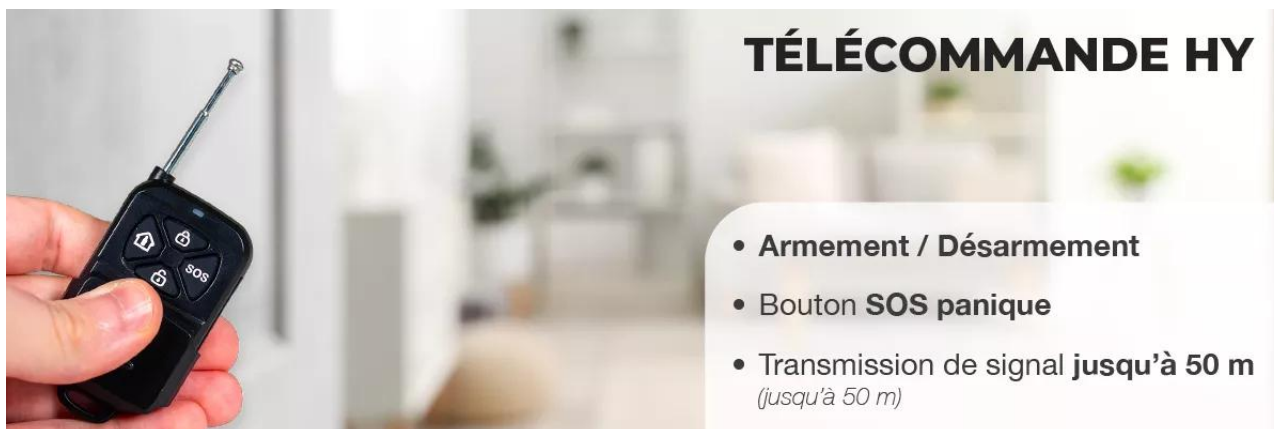 TÉLÉCOMMANDE HY
SOS
• Armement / Désarmement
• Bouton SOS panique
• Transmission de signal jusqu'à 50 m
(jusqu'à 50 m)